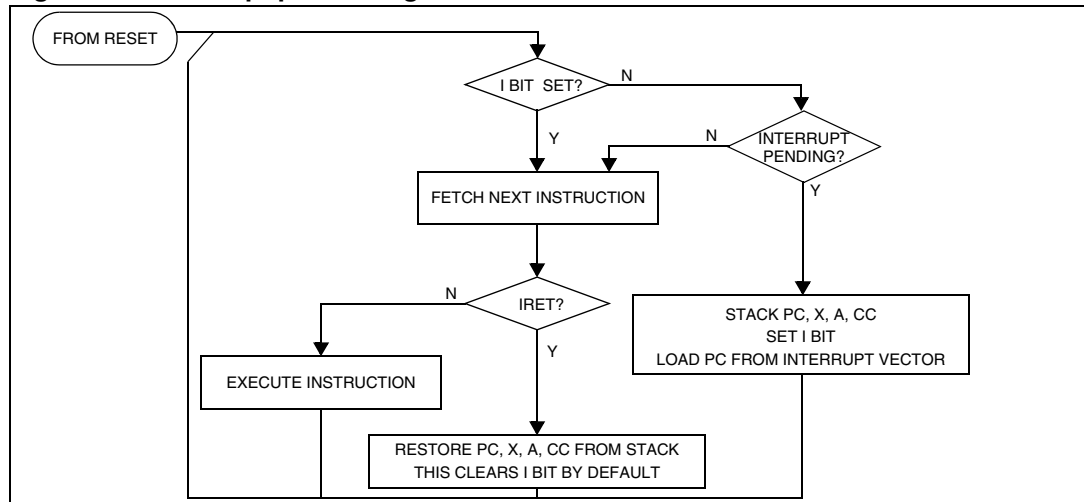 FROM RESET
I BIT SET?
N
Y
INTERRUPT
PENDING?
N
Y
FETCH NEXT INSTRUCTION
IRET?
N
Y
STACK PC, X, A, CC
SET I BIT
LOAD PC FROM INTERRUPT VECTOR
EXECUTE INSTRUCTION
RESTORE PC, X, A, CC FROM STACK
THIS CLEARS I BIT BY DEFAULT